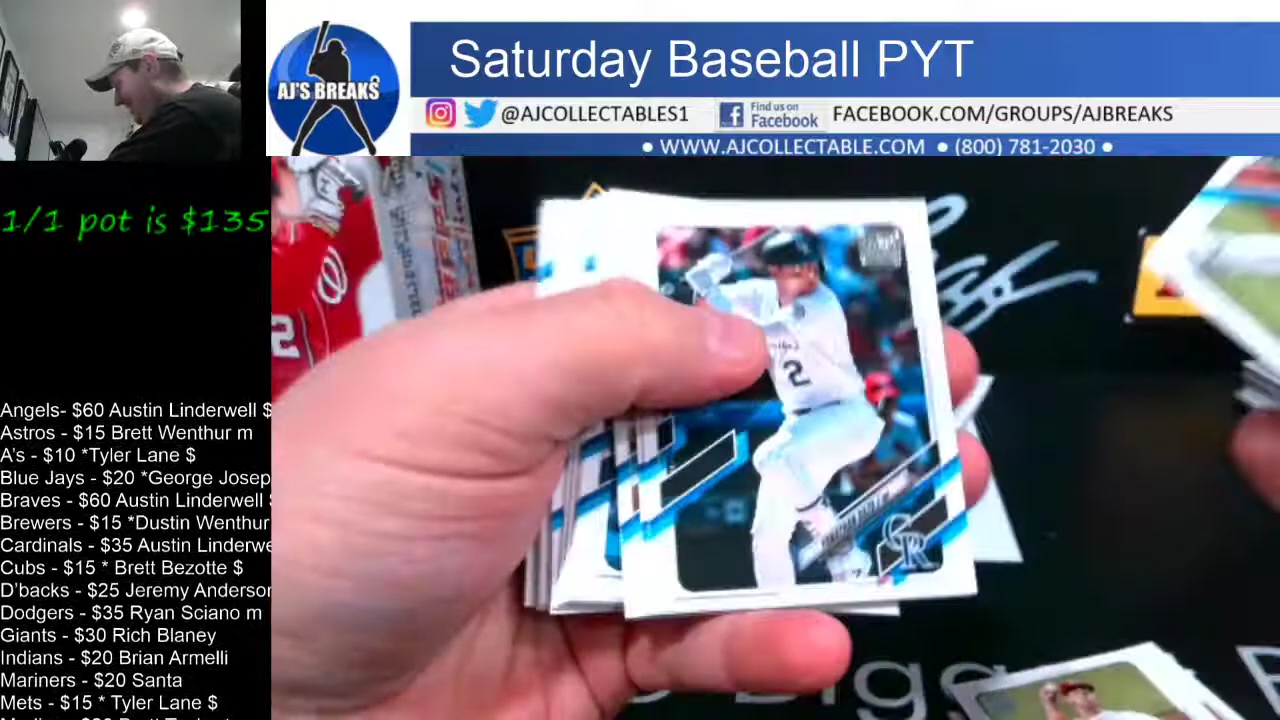 Saturday Baseball PYT
AJ'S BREAKS
@AJCOLLECTABLES1
Find us on
Facebook
FACEBOOK.COM/GROUPS/AJBREAKS
• WWW.AJCOLLECTABLE.COM • (800) 781-2030 •
1/1 pot is $135
Angels- $60 Austin Linderwell $
Astros - $15 Brett Wenthur m
A's - $10 *Tyler Lane $
Blue Jays - $20 *George Josep
Braves - $60 Austin Linderwell
Brewers - $15 *Dustin Wenthur
Cardinals - $35 Austin Linderwe
Cubs - $15 * Brett Bezotte $
D'backs - $25 Jeremy Anderson
Dodgers - $35 Ryan Sciano m
Giants - $30 Rich Blaney
Indians - $20 Brian Armelli
Mariners - $20 Santa
Mets - $15 * Tyler Lane $
2
2
CR